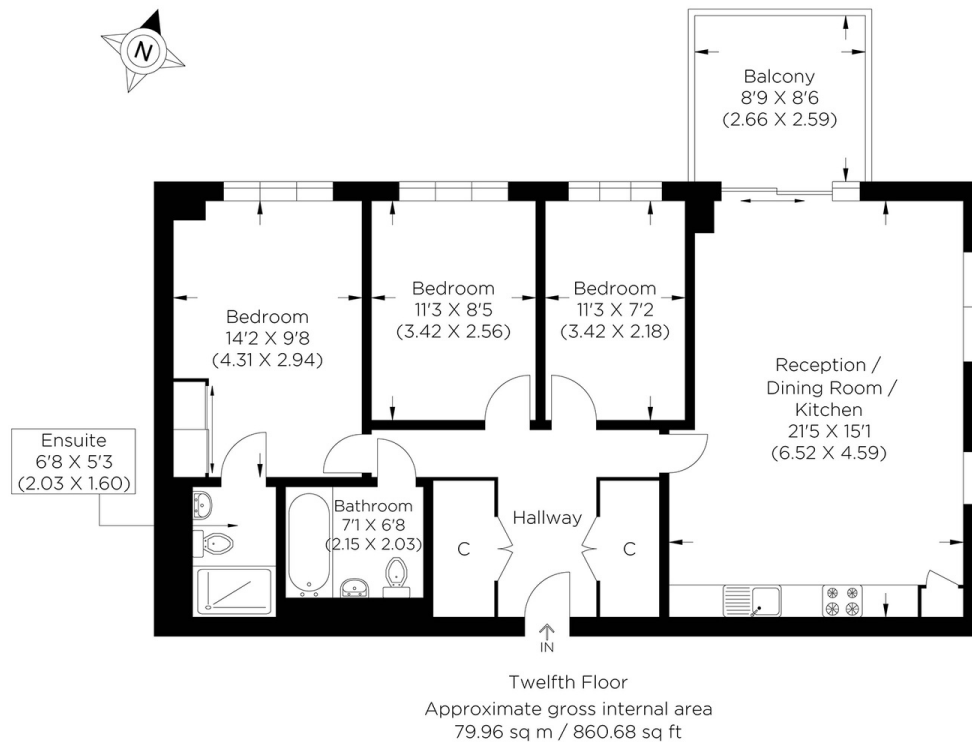 N
Balcony
8'9 X 8'6
(2.66 X 2.59)
Bedroom
14'2 X 9'8
(4.31 X 2.94)
Bedroom
11'3 X 8'5
(3.42 X 2.56)
Bedroom
11'3 X 7'2
(3.42 X 2.18)
Reception /
Dining Room /
Kitchen
21'5 X 15'1
(6.52 X 4.59)
Ensuite
6'8 X 5'3
(2.03 X 1.60)
Bathroom
7'1 X 6'8
(2.15 X 2.03)
C
Hallway
C
IN
Twelfth Floor
Approximate gross internal area
79.96 sq m / 860.68 sq ft